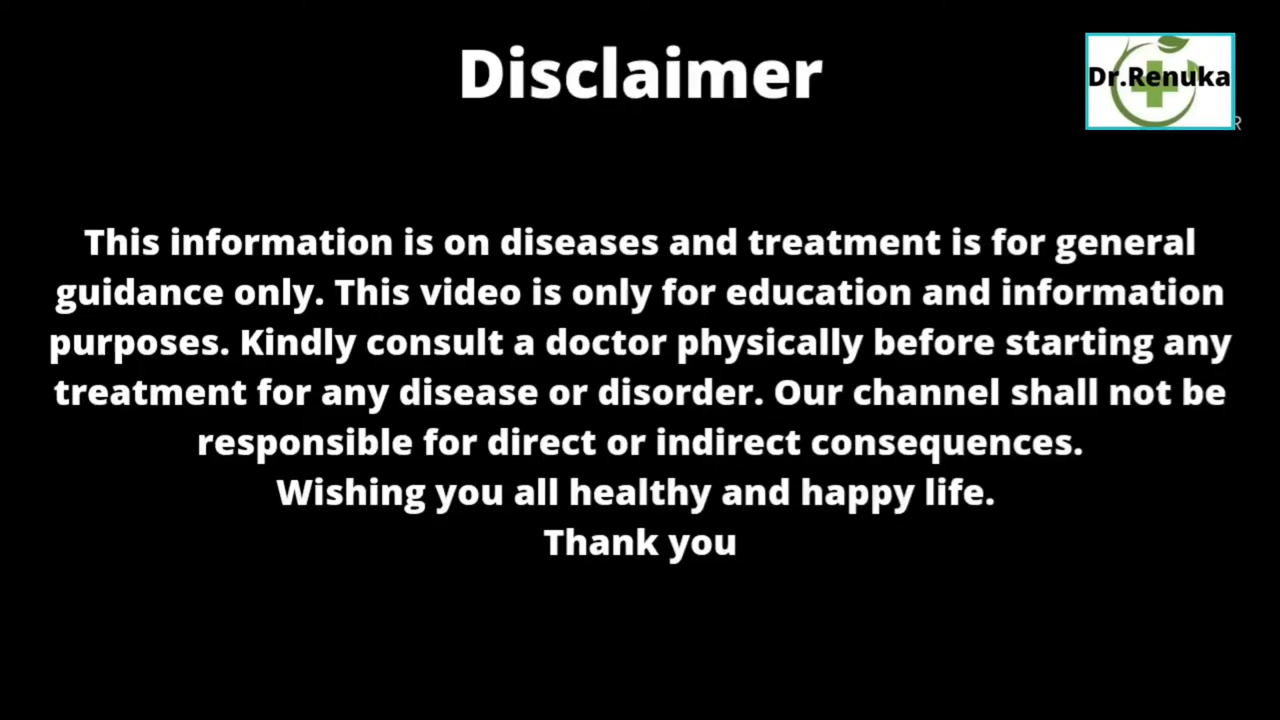 Disclaimer
Dr.Renuka
R
This information is on diseases and treatment is for general
guidance only. This video is only for education and information
purposes. Kindly consult a doctor physically before starting any
treatment for any disease or disorder. Our channel shall not be
responsible for direct or indirect consequences.
Wishing you all healthy and happy life.
Thank you